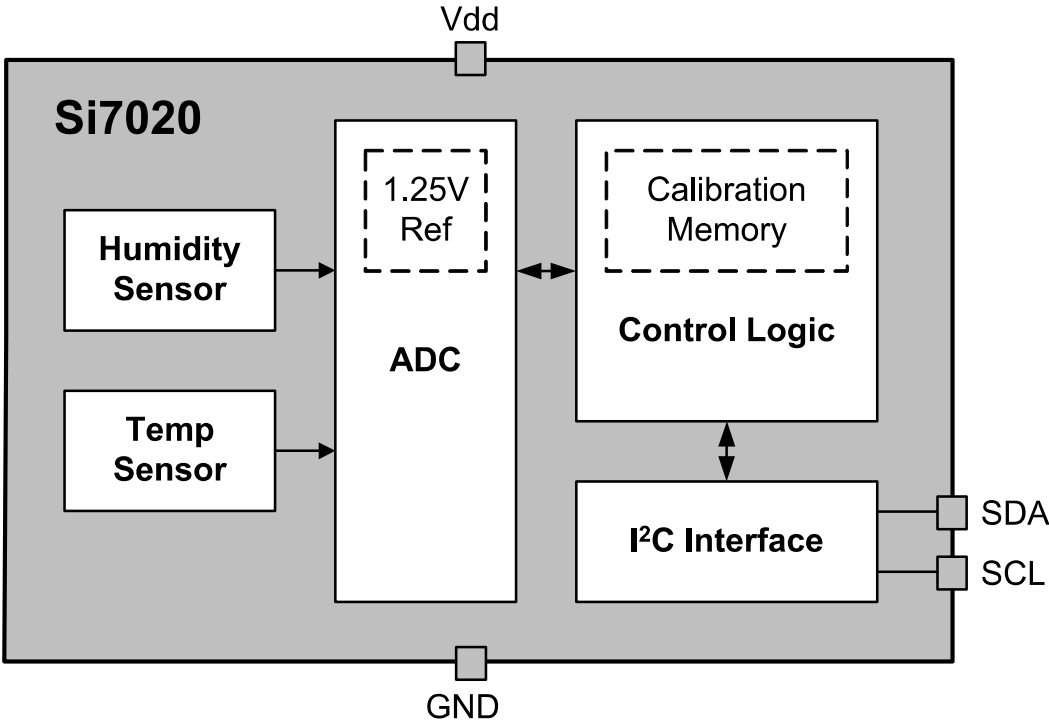 Vdd
Si7020
1.25V
Ref
Calibration
Memory
Humidity
Sensor
Control Logic
ADC
Temp
Sensor
I²C Interface
SDA
SCL
GND